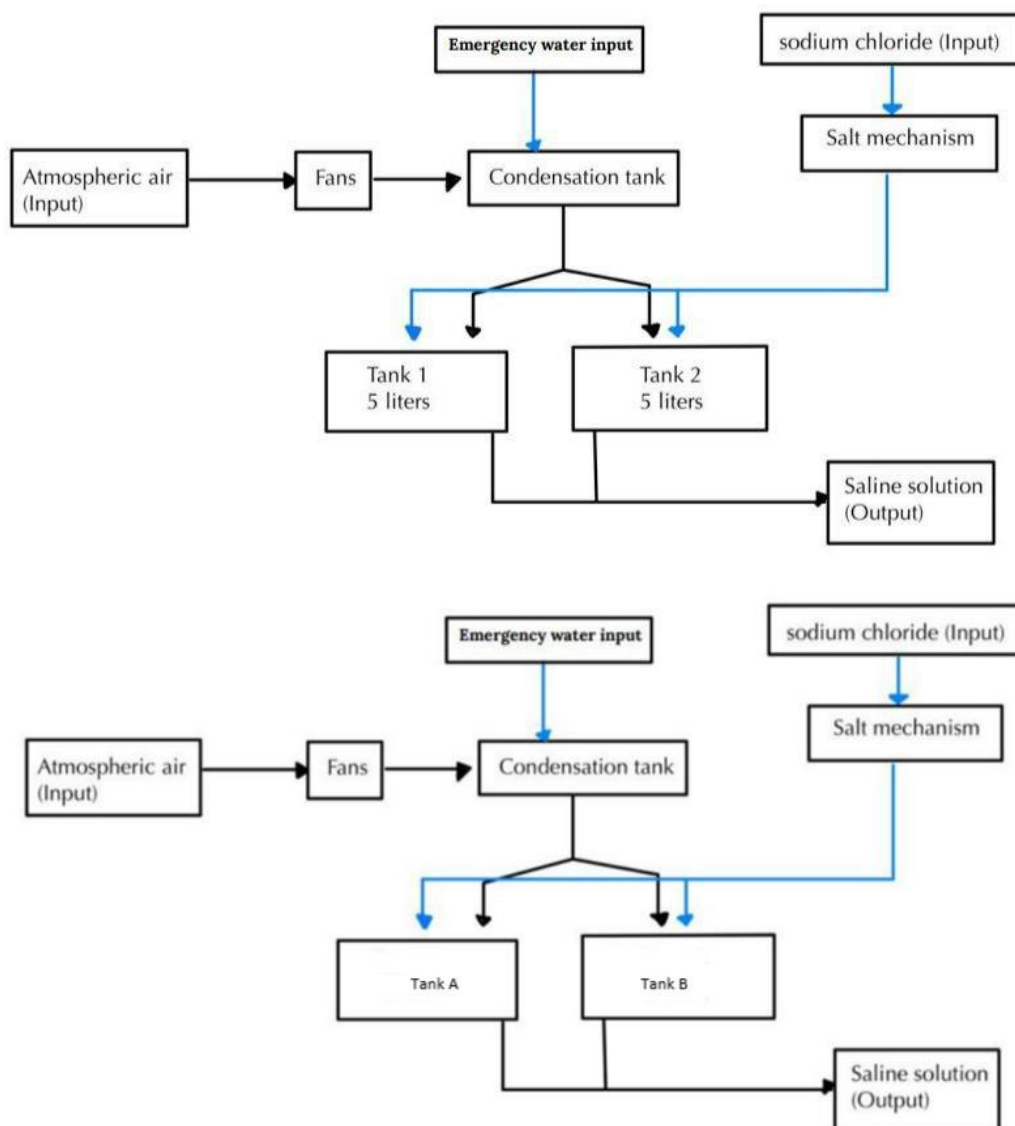 Emergency water input
sodium chloride (Input)
Salt mechanism
Atmospheric air
(Input)
Fans
Condensation tank
Tank 1
5 liters
Tank 2
5 liters
Saline solution
(Output)
Emergency water input
sodium chloride (Input)
Salt mechanism
Atmospheric air
(Input)
Fans
Condensation tank
Tank A
Tank B
Saline solution
(Output)